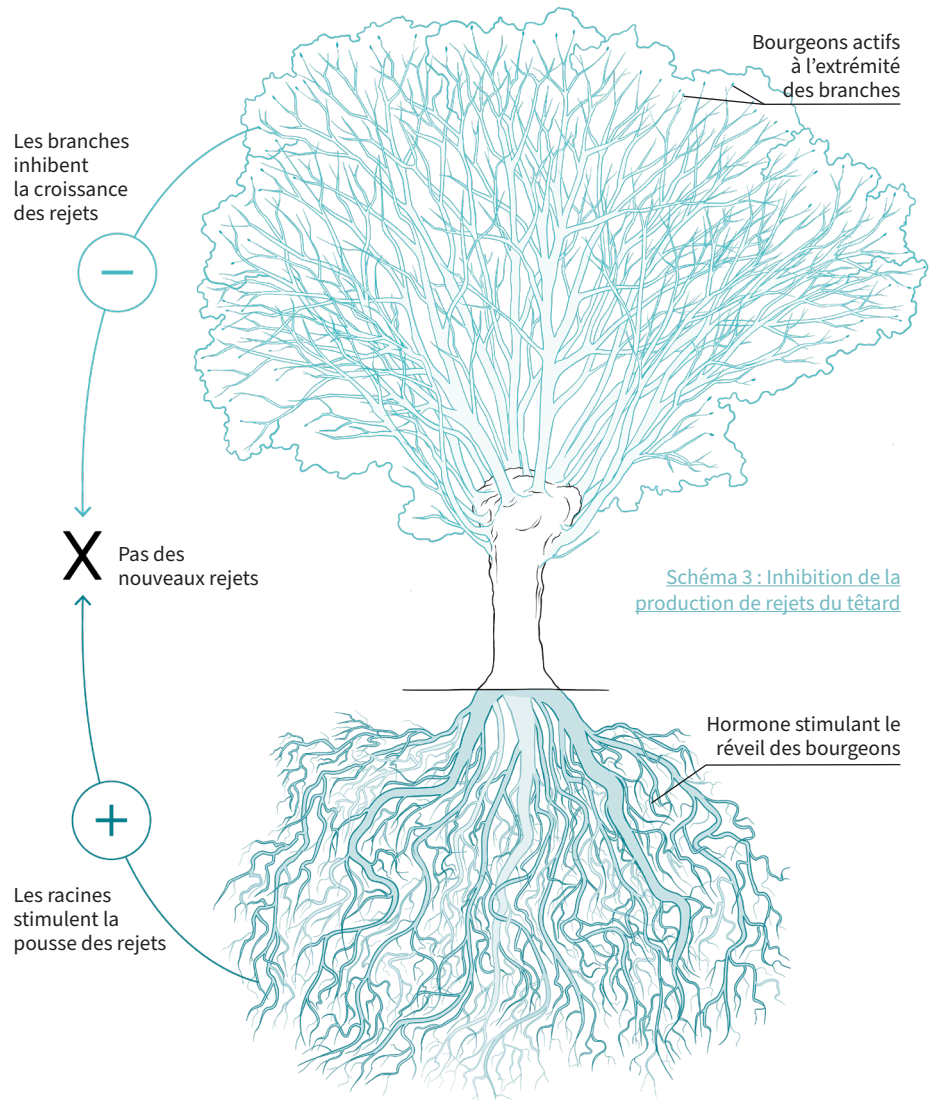 Bourgeons actifs
à l’extrémité
des branches
Les branches
inhibent
la croissance
des rejets
−
X
Pas des
nouveaux rejets
Schéma 3 : Inhibition de la
production de rejets du têtard
Hormone stimulant le
réveil des bourgeons
+
Les racines
stimulent la
pousse des rejets